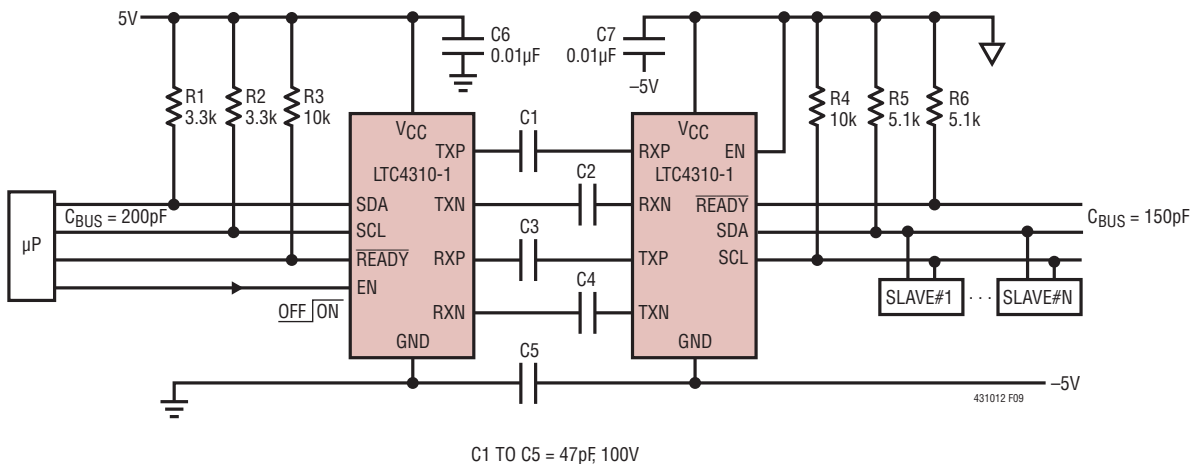 5V
R1
3.3k
R2
3.3k
R3
10k
C6
0.01µF
C7
0.01µF
–5V
R4
10k
R5
5.1k
R6
5.1k
µP
CBUS = 200pF
OFF ON
VCC
LTC4310-1
TXP
SDA
TXN
SCL
READY
RXP
EN
RXN
GND
C1
C2
C3
C4
C5
VCC
LTC4310-1
RXP
EN
RXN
READY
SDA
TXP
SCL
TXN
GND
CBUS = 150pF
SLAVE#1
· · ·
SLAVE#N
–5V
431012 F09
C1 TO C5 = 47pF, 100V